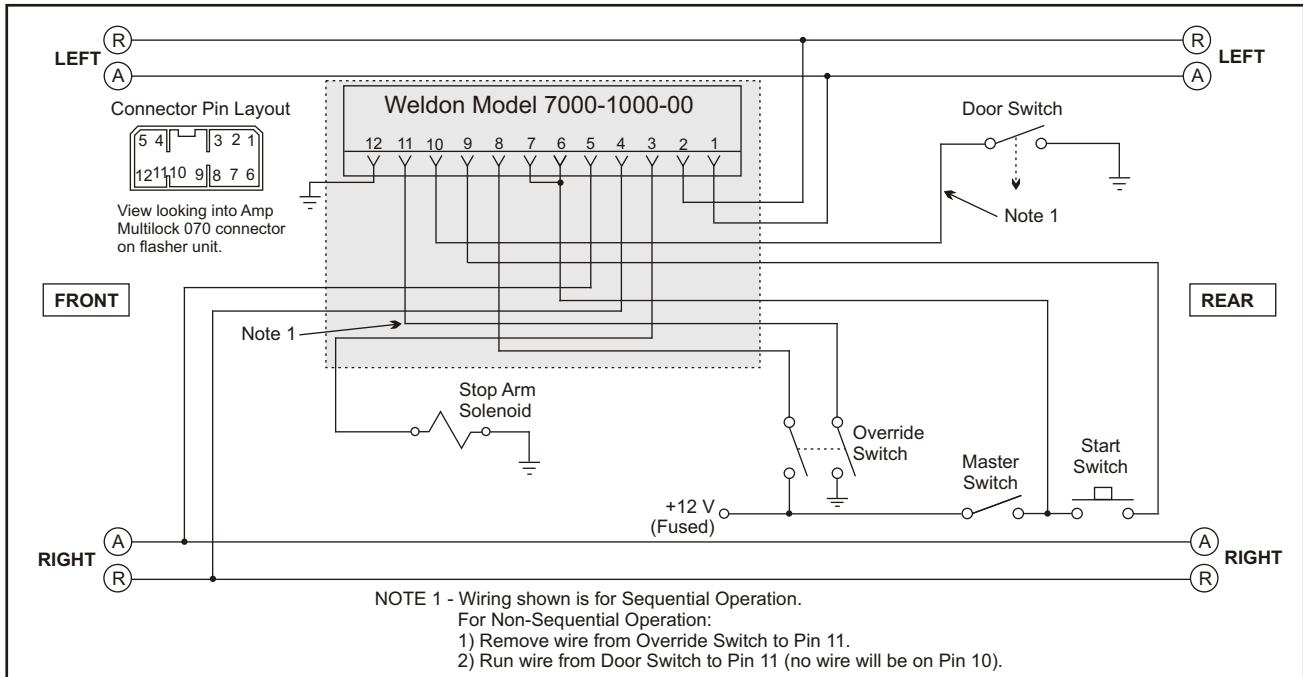 R
LEFT
A
R
LEFT
A
Connector Pin Layout
5 4 3 2 1
12 11 10 9 8 7 6
View looking into Amp
Multilock 070 connector
on flasher unit.
Weldon Model 7000-1000-00
12 11 10 9 8 7 6 5 4 3 2 1
Door Switch
Note 1
FRONT
REAR
Note 1
Stop Arm
Solenoid
Override
Switch
Master
Switch
Start
Switch
+12 V
(Fused)
A
RIGHT
R
A
RIGHT
R
NOTE 1 - Wiring shown is for Sequential Operation.
For Non-Sequential Operation:
1) Remove wire from Override Switch to Pin 11.
2) Run wire from Door Switch to Pin 11 (no wire will be on Pin 10).